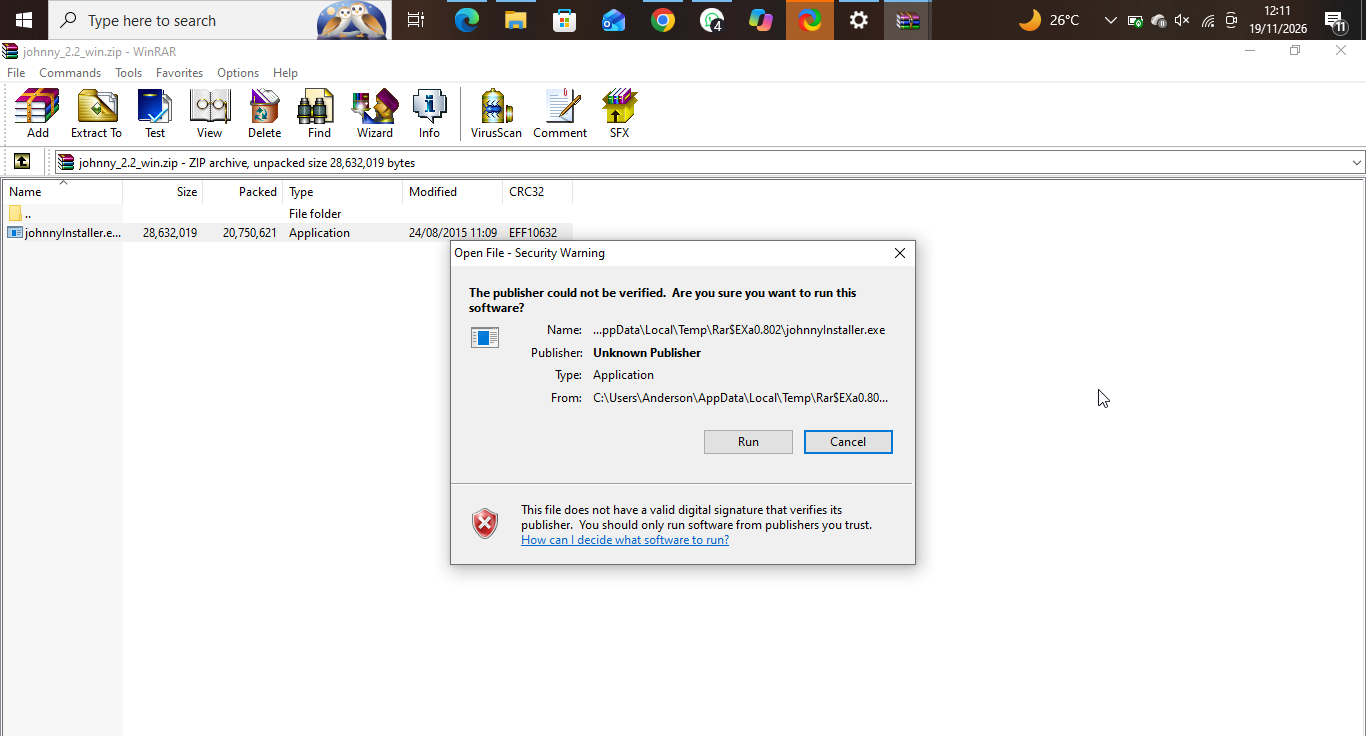 Type here to search
4
26°C
12:11
19/11/2026
11
johnny_2.2_win.zip - WinRAR
File Commands Tools Favorites Options Help
Add Extract To Test View Delete Find Wizard Info VirusScan Comment SFX
johnny_2.2_win.zip - ZIP archive, unpacked size 28,632,019 bytes
Name Size Packed Type Modified CRC32
.. File folder
johnnyInstaller.e... 28,632,019 20,750,621 Application 24/08/2015 11:09 EFF10632
Open File - Security Warning
The publisher could not be verified. Are you sure you want to run this
software?
Name: ...ppData\Local\Temp\Rar$EXa0.802\johnnyInstaller.exe
Publisher: Unknown Publisher
Type: Application
From: C:\Users\Anderson\AppData\Local\Temp\Rar$EXa0.80...
Run Cancel
This file does not have a valid digital signature that verifies its
publisher. You should only run software from publishers you trust.
How can I decide what software to run?